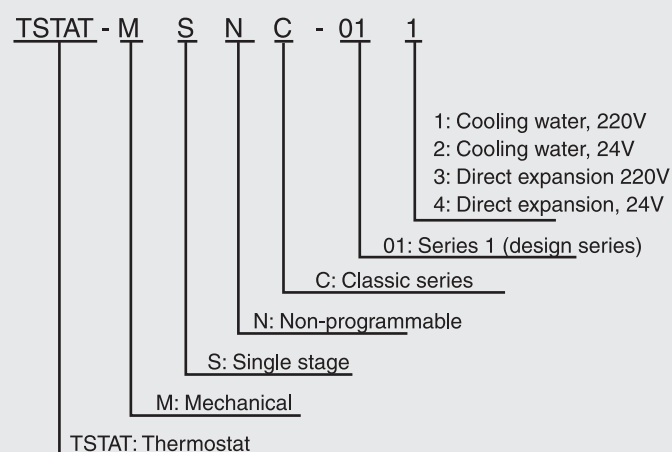 TSTAT - M S N C - 01 1
1: Cooling water, 220V
2: Cooling water, 24V
3: Direct expansion 220V
4: Direct expansion, 24V
01: Series 1 (design series)
C: Classic series
N: Non-programmable
S: Single stage
M: Mechanical
TSTAT: Thermostat